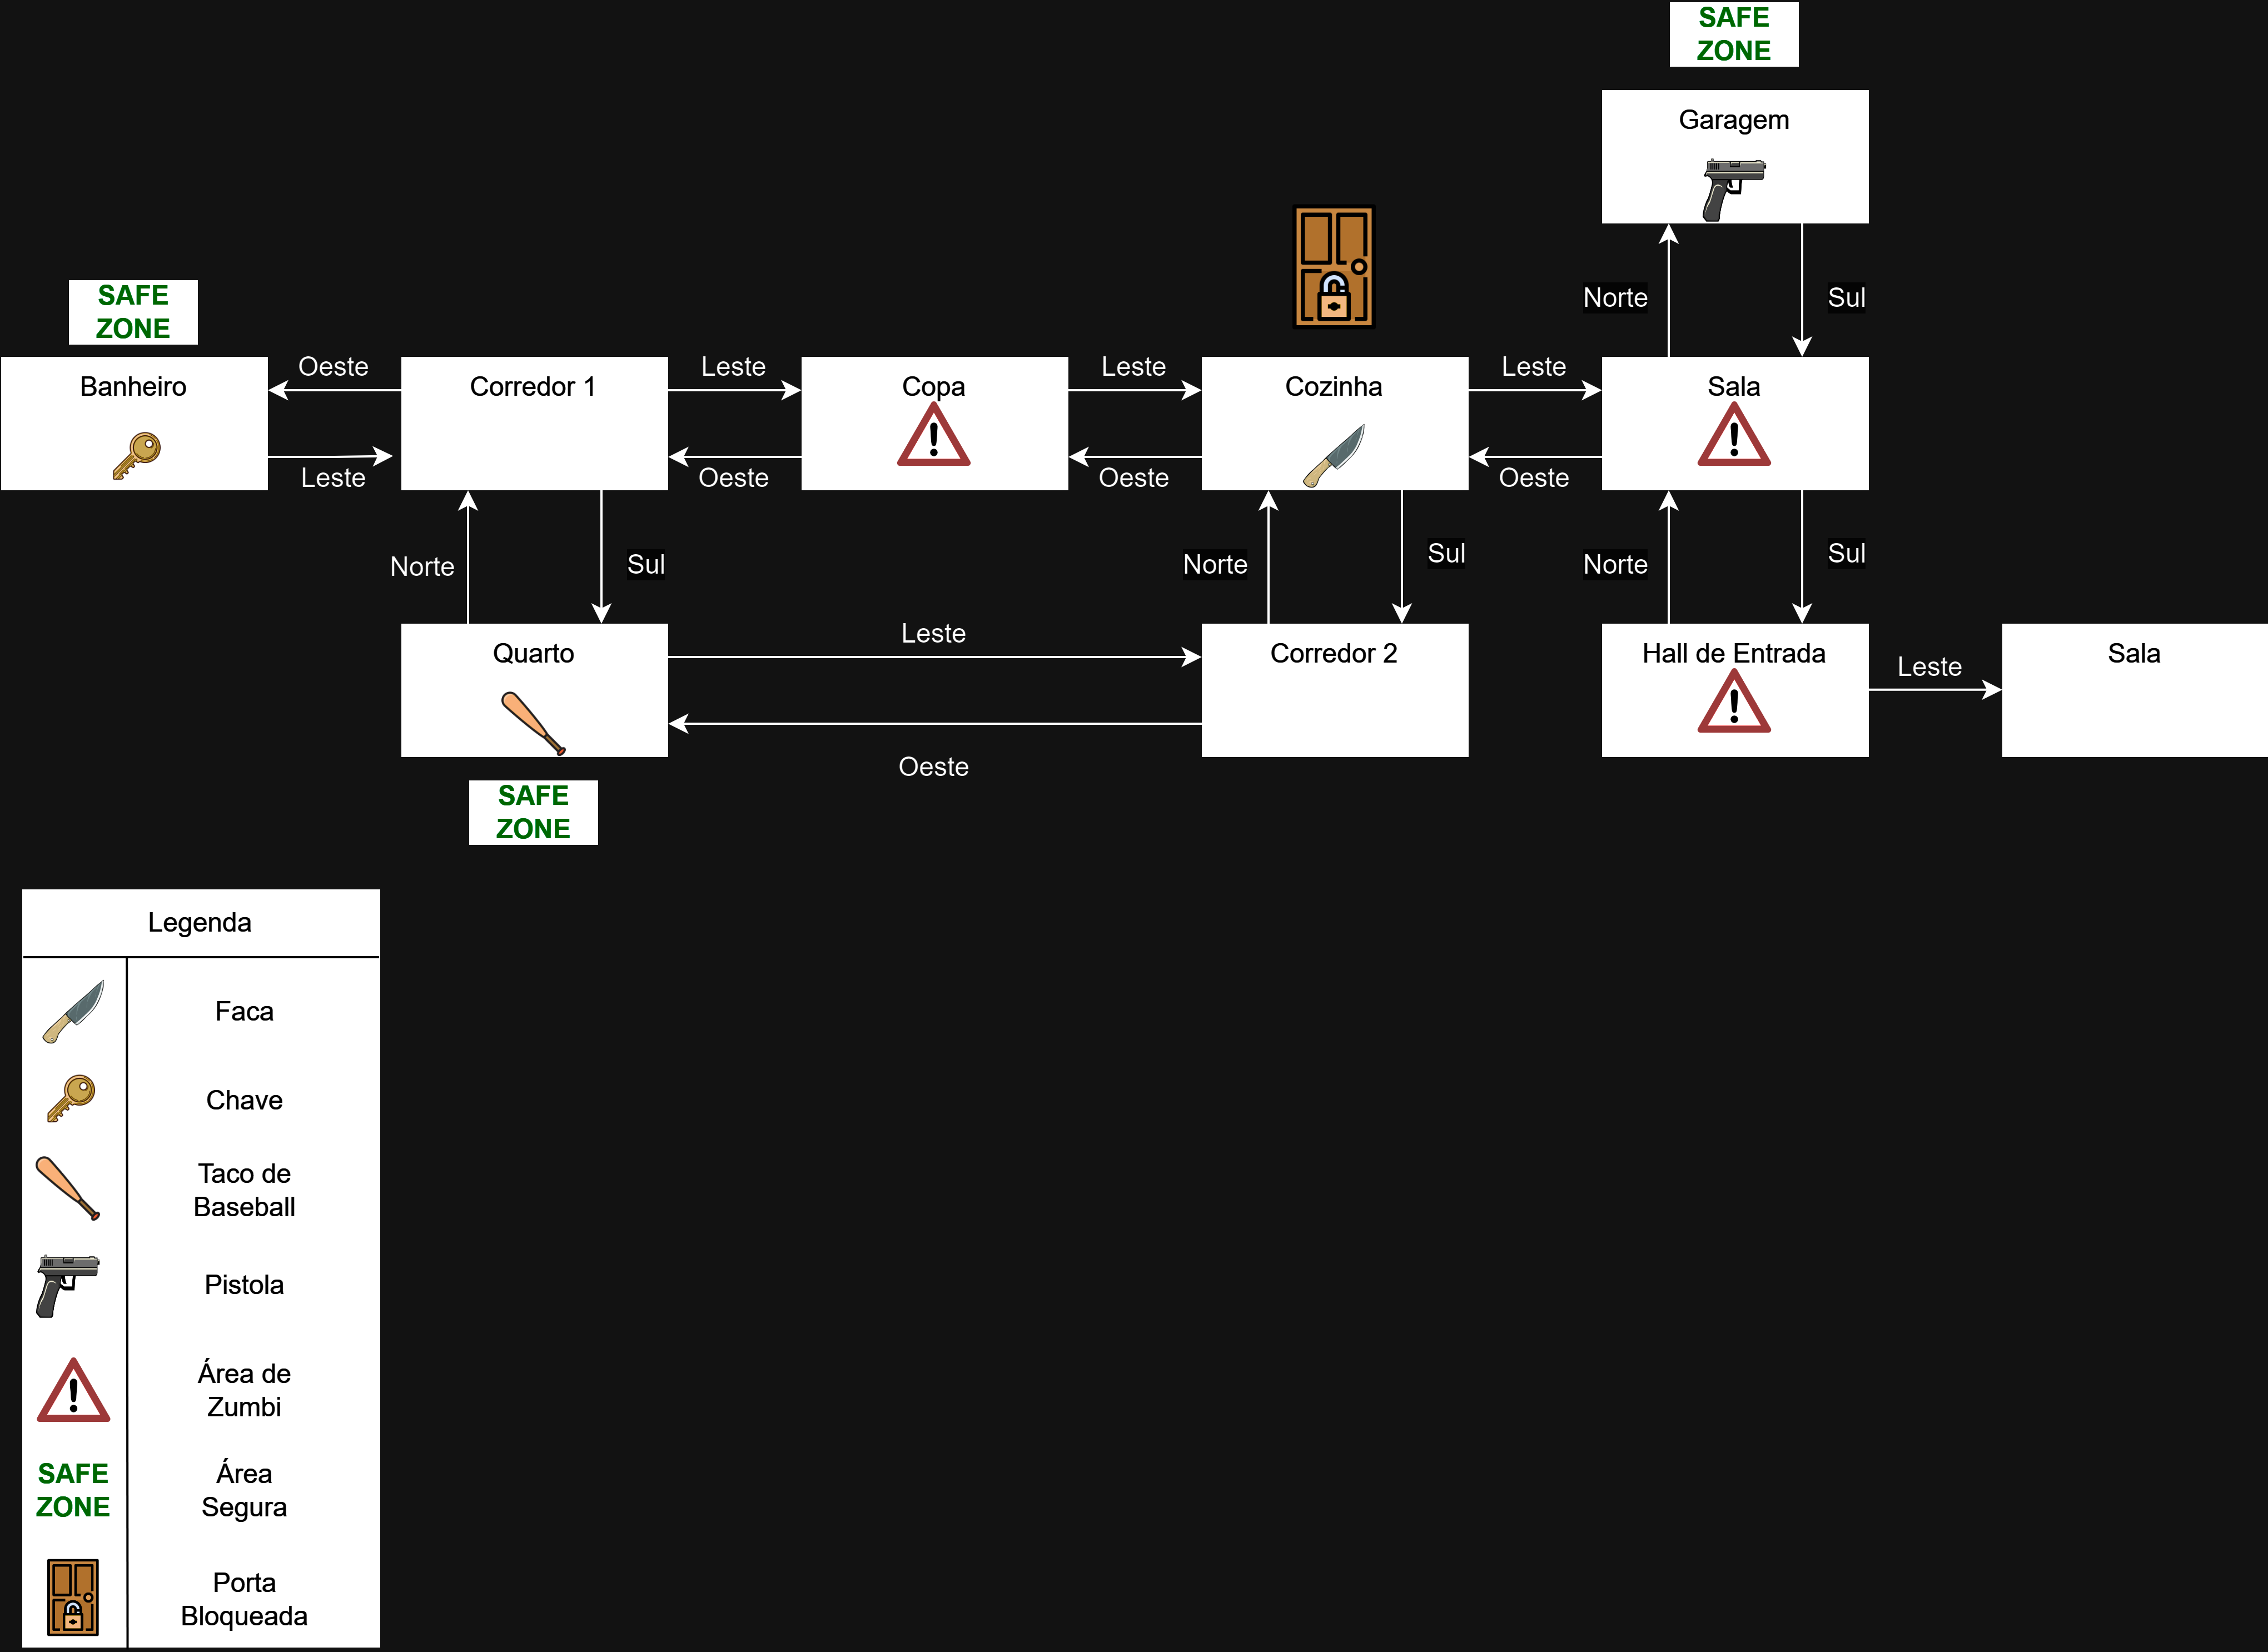 SAFE
ZONE
Garagem
Norte
Sul
SAFE
ZONE
Banheiro
Oeste
Leste
Corredor 1
Leste
Oeste
Copa
Leste
Oeste
Cozinha
Leste
Oeste
Sala
Norte
Sul
Norte
Sul
Norte
Sul
Quarto
Leste
Oeste
Corredor 2
Hall de Entrada
Leste
Sala
SAFE
ZONE
Legenda
Faca
Chave
Taco de
Baseball
Pistola
Área de
Zumbi
SAFE
ZONE
Área
Segura
Porta
Bloqueada